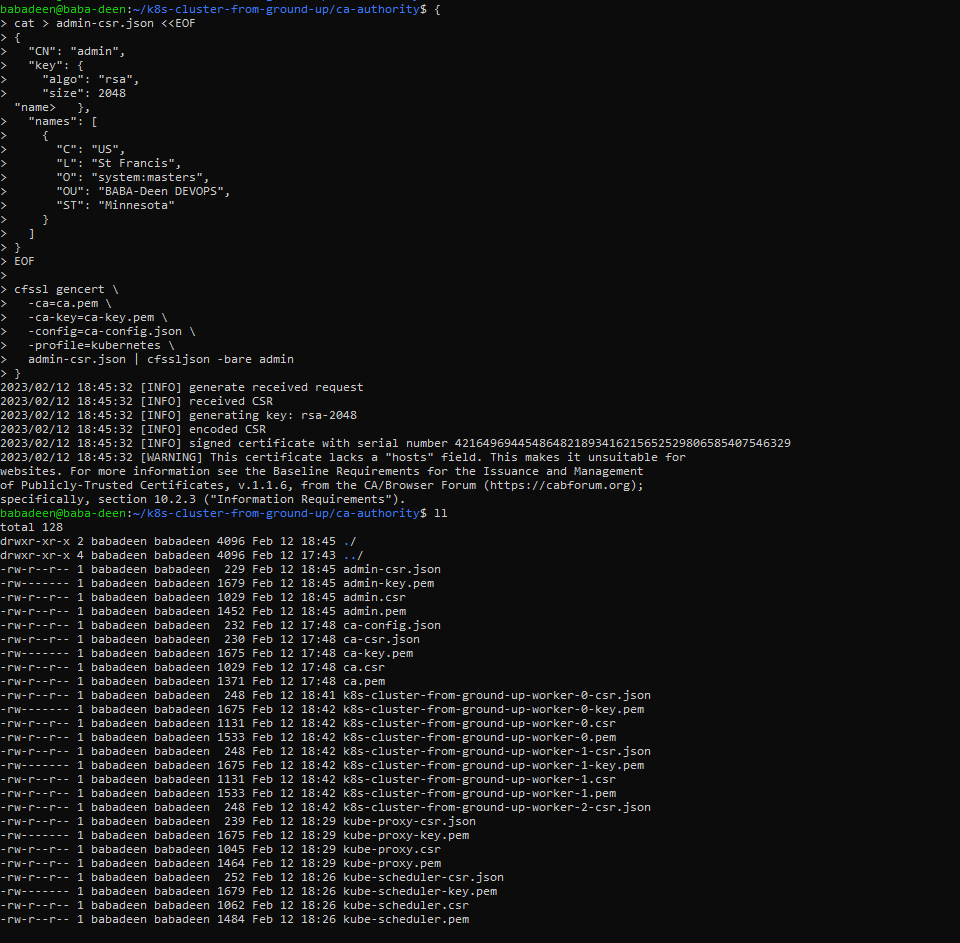 babadeen@baba-deen:~/k8s-cluster-from-ground-up/ca-authority$ {
> cat > admin-csr.json <<EOF
> {
>   "CN": "admin",
>   "key": {
>     "algo": "rsa",
>     "size": 2048
  "name>   },
>   "names": [
>     {
>       "C": "US",
>       "L": "St Francis",
>       "O": "system:masters",
>       "OU": "BABA-Deen DEVOPS",
>       "ST": "Minnesota"
>     }
>   ]
> }
> EOF
>
> cfssl gencert \
>   -ca=ca.pem \
>   -ca-key=ca-key.pem \
>   -config=ca-config.json \
>   -profile=kubernetes \
>   admin-csr.json | cfssljson -bare admin
> }
2023/02/12 18:45:32 [INFO] generate received request
2023/02/12 18:45:32 [INFO] received CSR
2023/02/12 18:45:32 [INFO] generating key: rsa-2048
2023/02/12 18:45:32 [INFO] encoded CSR
2023/02/12 18:45:32 [INFO] signed certificate with serial number 421649694454864821893416215652529806585407546329
2023/02/12 18:45:32 [WARNING] This certificate lacks a "hosts" field. This makes it unsuitable for
websites. For more information see the Baseline Requirements for the Issuance and Management
of Publicly-Trusted Certificates, v.1.1.6, from the CA/Browser Forum (https://cabforum.org);
specifically, section 10.2.3 ("Information Requirements").
babadeen@baba-deen:~/k8s-cluster-from-ground-up/ca-authority$ ll
total 128
drwxr-xr-x 2 babadeen babadeen 4096 Feb 12 18:45 ./
drwxr-xr-x 4 babadeen babadeen 4096 Feb 12 17:43 ../
-rw-r--r-- 1 babadeen babadeen  229 Feb 12 18:45 admin-csr.json
-rw------- 1 babadeen babadeen 1679 Feb 12 18:45 admin-key.pem
-rw-r--r-- 1 babadeen babadeen 1029 Feb 12 18:45 admin.csr
-rw-r--r-- 1 babadeen babadeen 1452 Feb 12 18:45 admin.pem
-rw-r--r-- 1 babadeen babadeen  232 Feb 12 17:48 ca-config.json
-rw-r--r-- 1 babadeen babadeen  230 Feb 12 17:48 ca-csr.json
-rw------- 1 babadeen babadeen 1675 Feb 12 17:48 ca-key.pem
-rw-r--r-- 1 babadeen babadeen 1029 Feb 12 17:48 ca.csr
-rw-r--r-- 1 babadeen babadeen 1371 Feb 12 17:48 ca.pem
-rw-r--r-- 1 babadeen babadeen  248 Feb 12 18:41 k8s-cluster-from-ground-up-worker-0-csr.json
-rw------- 1 babadeen babadeen 1675 Feb 12 18:42 k8s-cluster-from-ground-up-worker-0-key.pem
-rw-r--r-- 1 babadeen babadeen 1131 Feb 12 18:42 k8s-cluster-from-ground-up-worker-0.csr
-rw-r--r-- 1 babadeen babadeen 1533 Feb 12 18:42 k8s-cluster-from-ground-up-worker-0.pem
-rw-r--r-- 1 babadeen babadeen  248 Feb 12 18:42 k8s-cluster-from-ground-up-worker-1-csr.json
-rw------- 1 babadeen babadeen 1675 Feb 12 18:42 k8s-cluster-from-ground-up-worker-1-key.pem
-rw-r--r-- 1 babadeen babadeen 1131 Feb 12 18:42 k8s-cluster-from-ground-up-worker-1.csr
-rw-r--r-- 1 babadeen babadeen 1533 Feb 12 18:42 k8s-cluster-from-ground-up-worker-1.pem
-rw-r--r-- 1 babadeen babadeen  248 Feb 12 18:42 k8s-cluster-from-ground-up-worker-2-csr.json
-rw-r--r-- 1 babadeen babadeen  239 Feb 12 18:29 kube-proxy-csr.json
-rw------- 1 babadeen babadeen 1675 Feb 12 18:29 kube-proxy-key.pem
-rw-r--r-- 1 babadeen babadeen 1045 Feb 12 18:29 kube-proxy.csr
-rw-r--r-- 1 babadeen babadeen 1464 Feb 12 18:29 kube-proxy.pem
-rw-r--r-- 1 babadeen babadeen  252 Feb 12 18:26 kube-scheduler-csr.json
-rw------- 1 babadeen babadeen 1679 Feb 12 18:26 kube-scheduler-key.pem
-rw-r--r-- 1 babadeen babadeen 1062 Feb 12 18:26 kube-scheduler.csr
-rw-r--r-- 1 babadeen babadeen 1484 Feb 12 18:26 kube-scheduler.pem